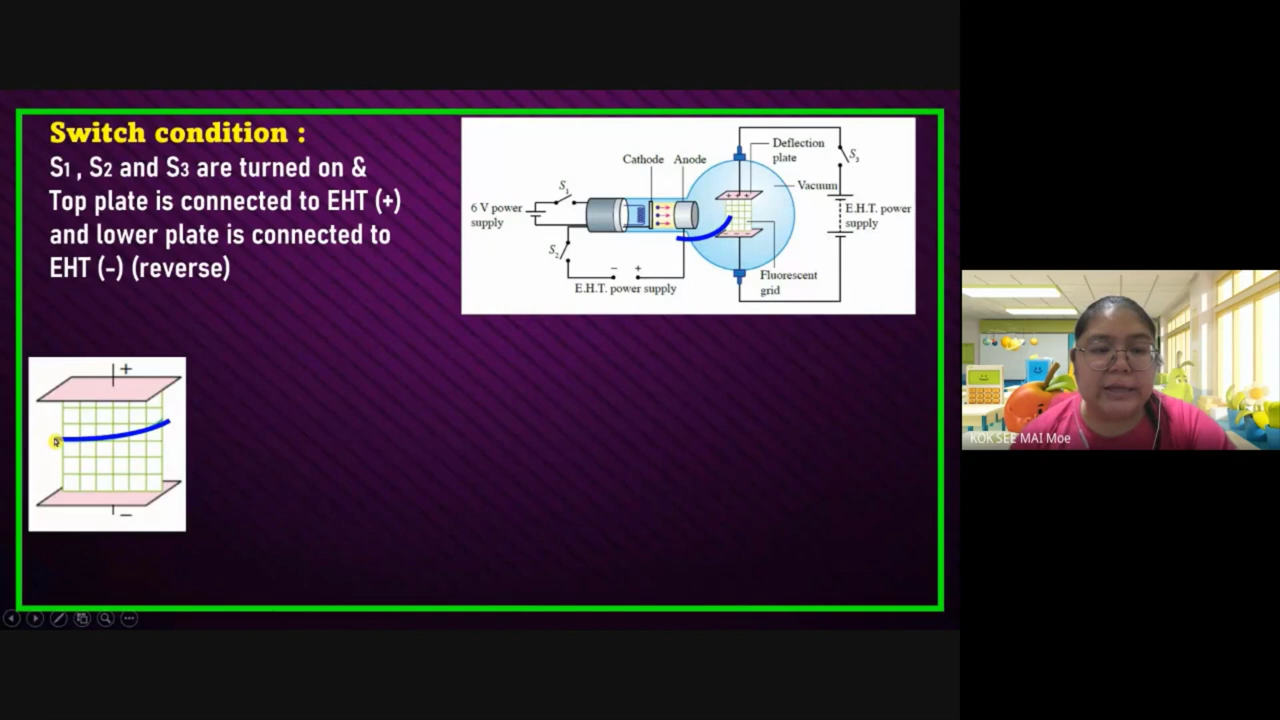 Switch condition :
S1 , S2 and S3 are turned on &
Top plate is connected to EHT (+)
and lower plate is connected to
EHT (-) (reverse)
Deflection
plate
Cathode Anode
S3
S1
Vacuum
6 V power
supply
E.H.T. power
supply
S2
- +
E.H.T. power supply
Fluorescent
grid
+ + +
- - -
+
-
KOK SEE MAI Moe